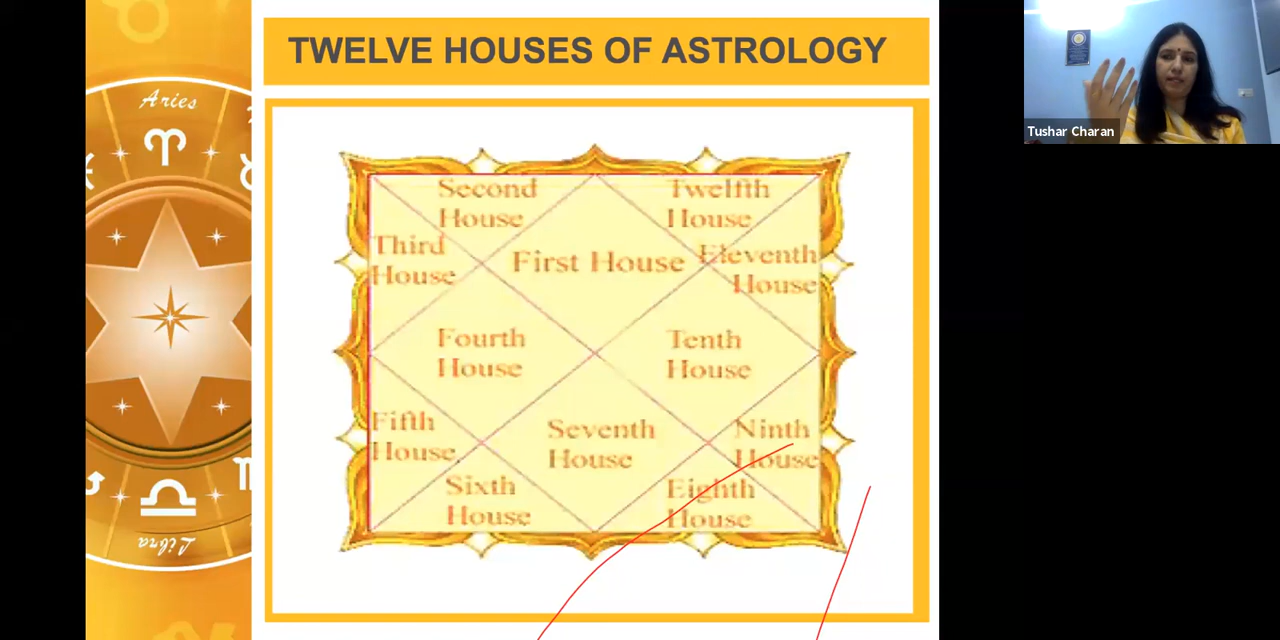 TWELVE HOUSES OF ASTROLOGY
Aries
Second
House
Twelfth
House
Third
House
First House
Eleventh
House
Fourth
House
Tenth
House
Fifth
House
Seventh
House
Ninth
House
Sixth
House
Eighth
House
Libra
Tushar Charan